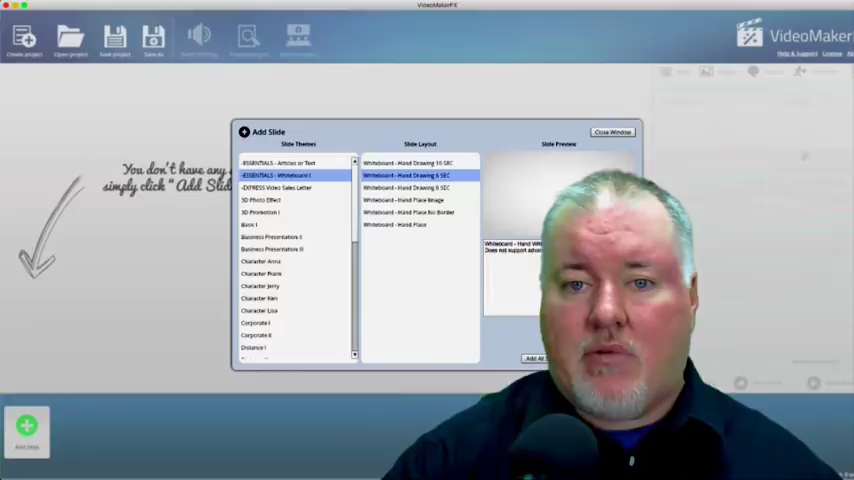 VideoMakerFX
Create project
Open project
Save project
Save As
VideoMaker
Help & Support
License
You don't have any
simply click "Add Slid
Add Slide
Close Window
Slide Themes
Slide Layout
Slide Preview
-ESSENTIALS - Articles or Text
-ESSENTIALS - Whiteboard I
-EXPRESS Video Sales Letter
3D Photo Effect
3D Promotion I
Basic I
Business Presentation II
Business Presentation III
Character Anna
Character Frank
Character Jerry
Character Ken
Character Lisa
Corporate I
Corporate II
Distance I
Whiteboard - Hand Drawing 10 SEC
Whiteboard - Hand Drawing 6 SEC
Whiteboard - Hand Drawing 8 SEC
Whiteboard - Hand Place Image
Whiteboard - Hand Place No Border
Whiteboard - Hand Place
Whiteboard - Hand Wri
Does not support advan
Add All S
Add Slide